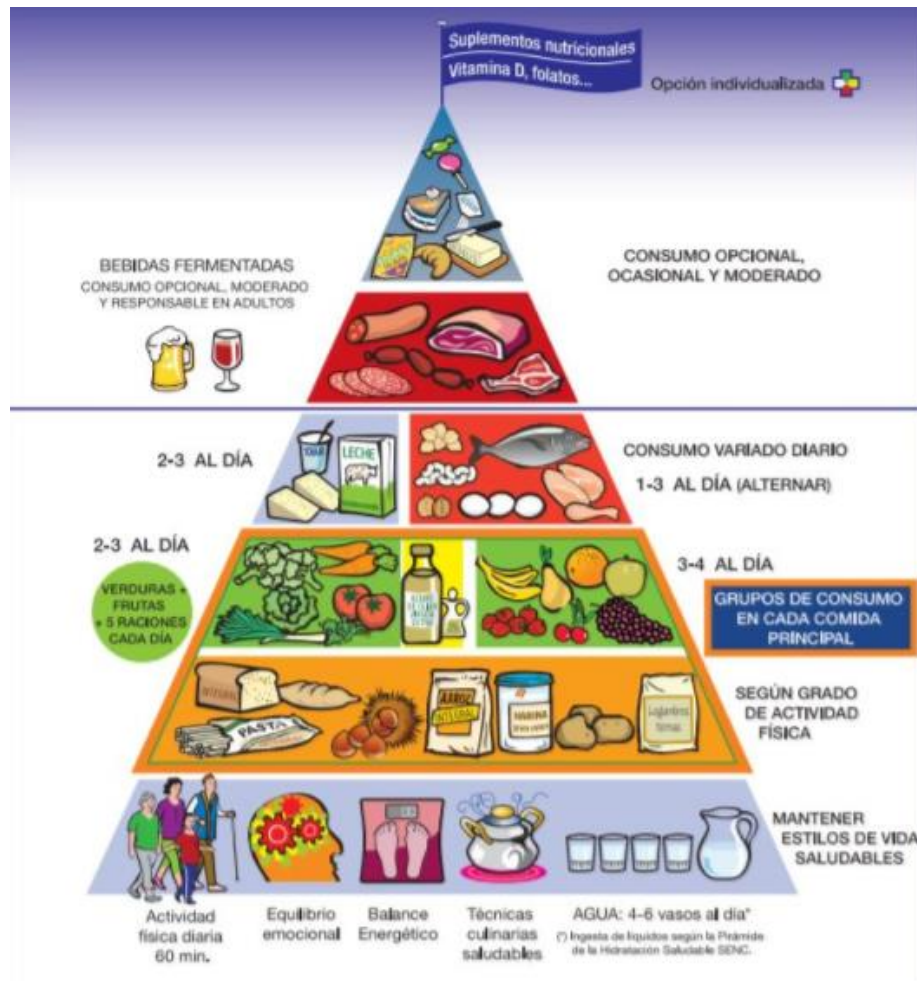 Suplementos nutricionales
Vitamina D, folatos...
Opción individualizada
BEBIDAS FERMENTADAS
CONSUMO OPCIONAL, MODERADO
Y RESPONSABLE EN ADULTOS
CONSUMO OPCIONAL,
OCASIONAL Y MODERADO
2-3 AL DÍA
LECHE
CONSUMO VARIADO DIARIO
1-3 AL DÍA (ALTERNAR)
2-3 AL DÍA
VERDURAS +
FRUTAS
+ 5 RACIONES
CADA DÍA
ACEITE
DE OLIVA
VIRGEN
EXTRA
3-4 AL DÍA
GRUPOS DE CONSUMO
EN CADA COMIDA
PRINCIPAL
INTEGRAL
PASTA
ARROZ
INTEGRAL
HARINA
SEGÚN GRADO
DE ACTIVIDAD
FÍSICA
MANTENER
ESTILOS DE VIDA
SALUDABLES
Actividad
física diaria
60 min.
Equilibrio
emocional
Balance
Energético
Técnicas
culinarias
saludables
AGUA: 4-6 vasos al día*
(*) Ingesta de líquidos según la Pirámide
de la Hidratación Saludable SENC.